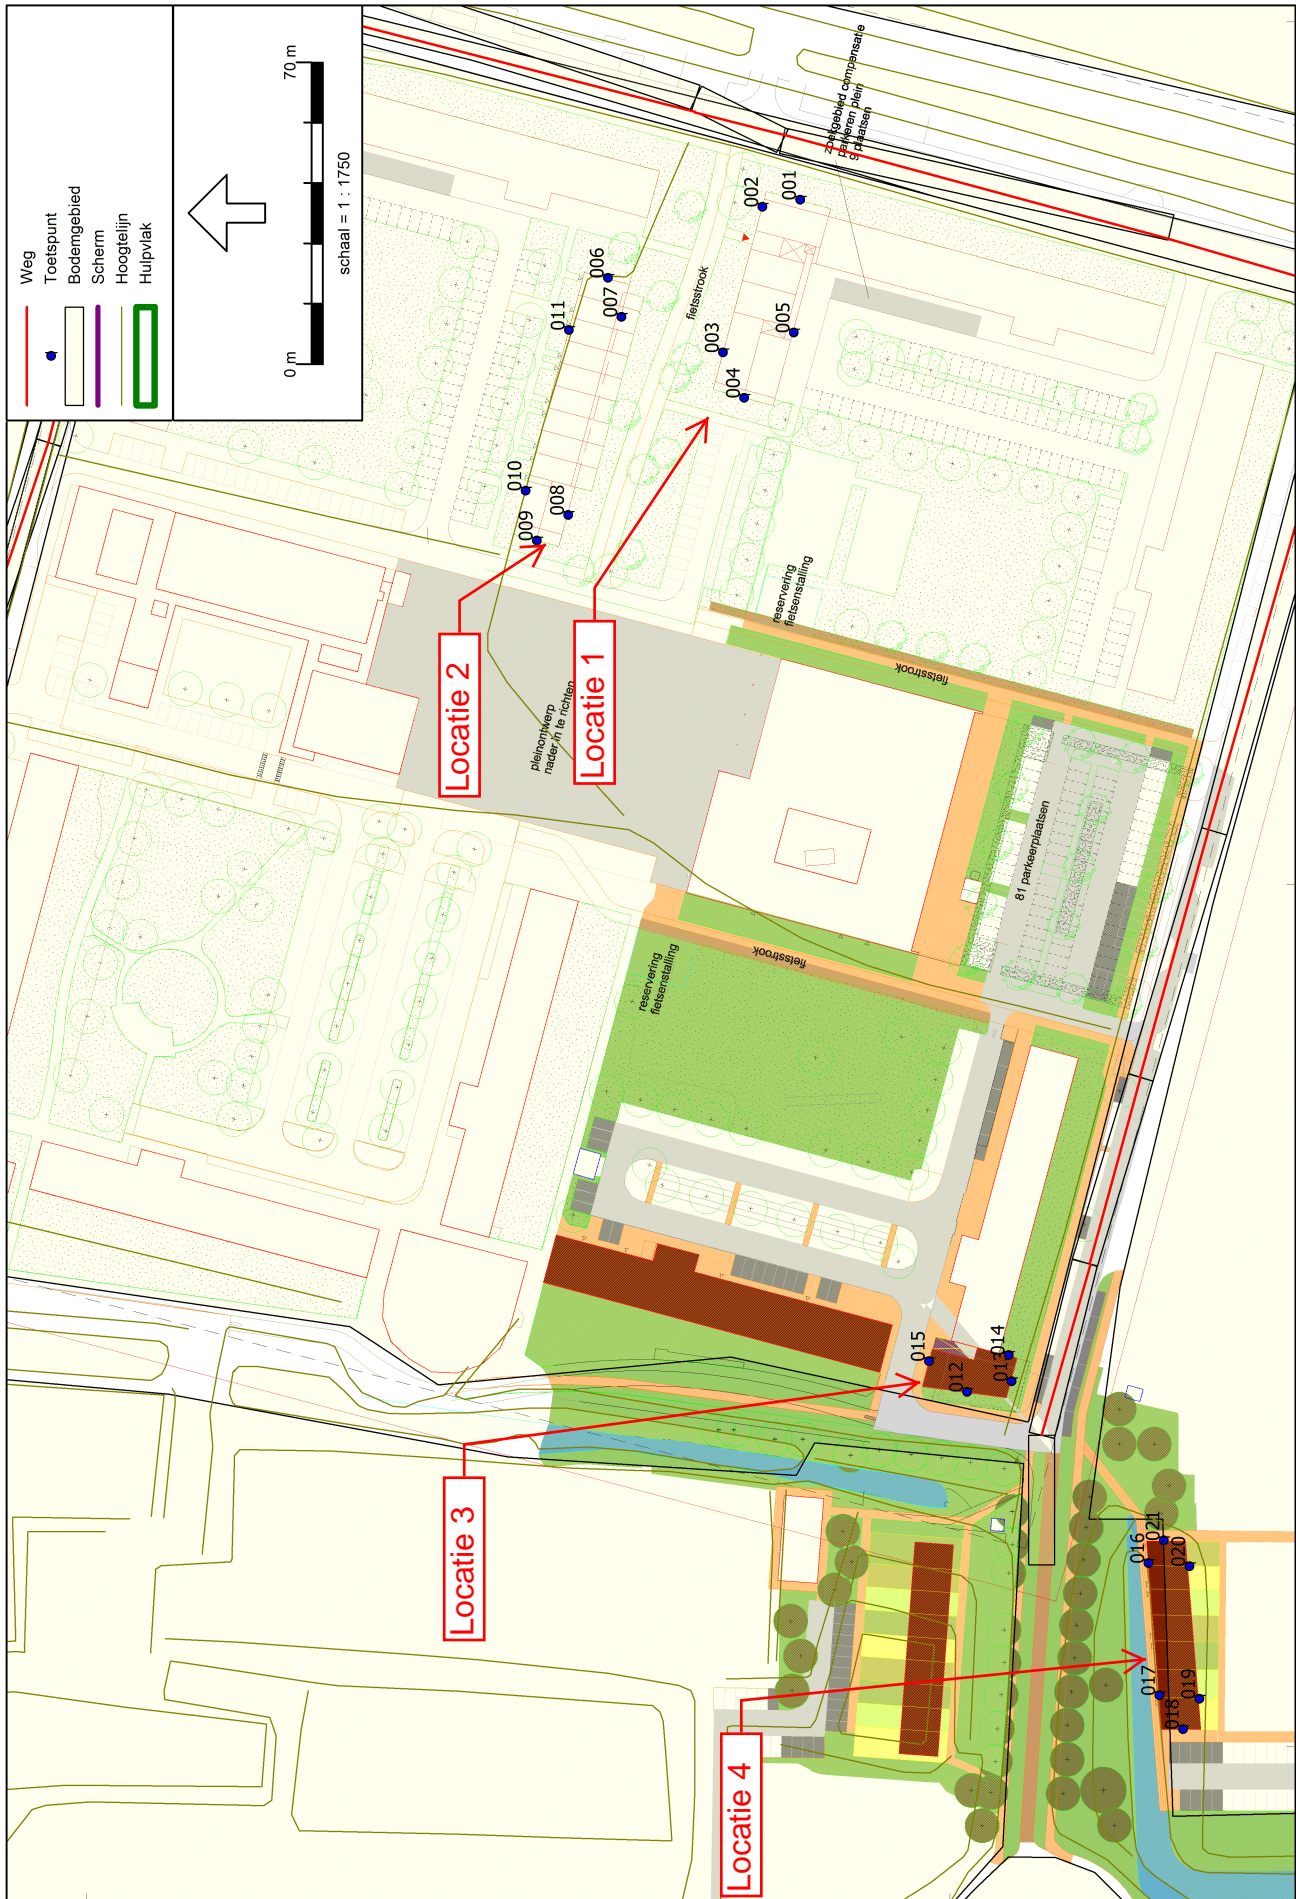 Weg
Toetspunt
Bodemgebied
Scherm
Hoogtelijn
Hulpvlak
0 m
70 m
schaal = 1 : 1750
zoekgebied compensatie
parkeren plein
9 plaatsen
002
001
006
007
011
fietsstrook
003
005
004
010
008
009
Locatie 2
Locatie 1
pleinontwerp
nader in te richten
reservering
fietsenstalling
fietsstrook
81 parkeerplaatsen
fietsstrook
reservering
fietsenstalling
015
012
014
013
Locatie 3
016
021
020
017
018
019
Locatie 4